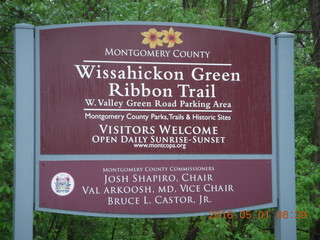 Montgomery County
Wissahickon Green
Ribbon Trail
W. Valley Green Road Parking Area
Montgomery County Parks, Trails & Historic Sites
Visitors Welcome
Open Daily Sunrise-Sunset
www.montcopa.org
Montgomery County Commissioners
Josh Shapiro, Chair
Val Arkoosh, MD, Vice Chair
Bruce L. Castor, Jr.